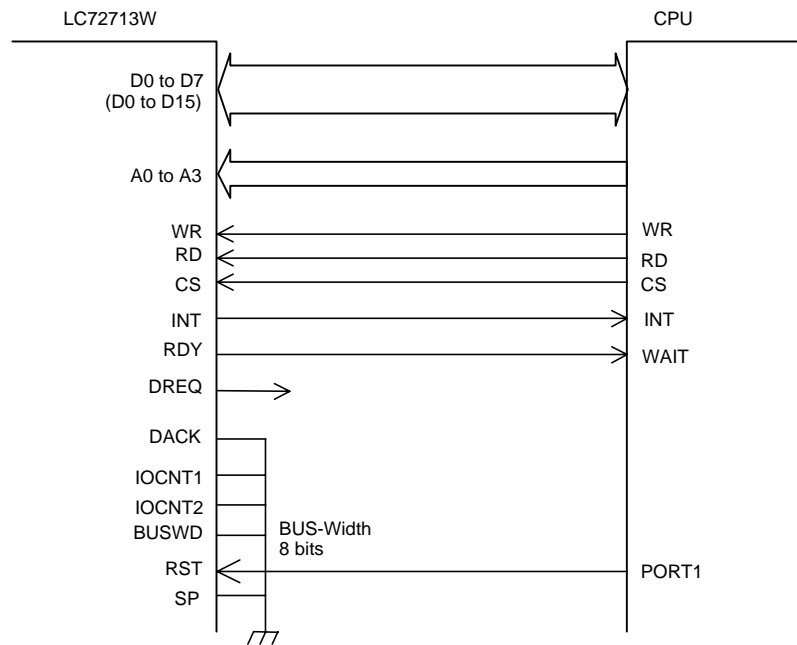 LC72713W CPU
D0 to D7
(D0 to D15)
A0 to A3
WR WR
RD RD
CS CS
INT INT
RDY WAIT
DREQ
DACK
IOCNT1
IOCNT2
BUSWD
BUS-Width
8 bits
RST PORT1
SP